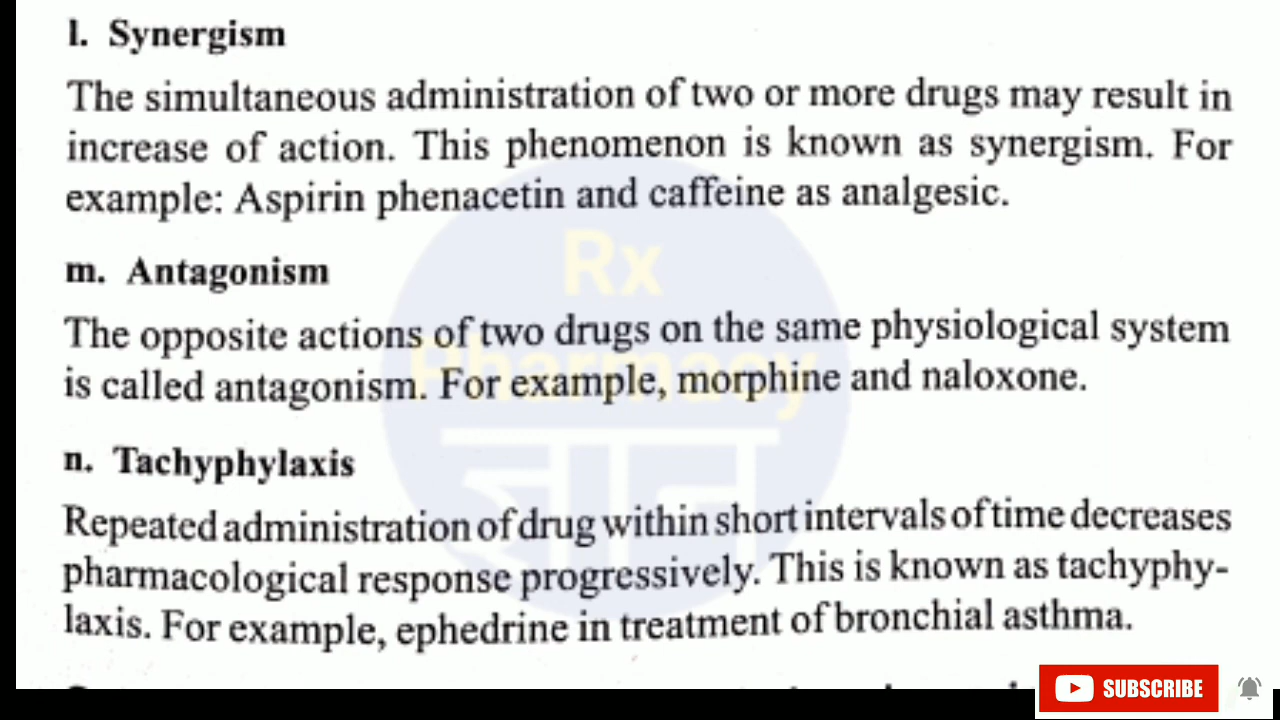 l. Synergism
The simultaneous administration of two or more drugs may result in
increase of action. This phenomenon is known as synergism. For
example: Aspirin phenacetin and caffeine as analgesic.
m. Antagonism
The opposite actions of two drugs on the same physiological system
is called antagonism. For example, morphine and naloxone.
n. Tachyphylaxis
Repeated administration of drug within short intervals of time decreases
pharmacological response progressively. This is known as tachyphy-
laxis. For example, ephedrine in treatment of bronchial asthma.
Rx
Pharmacy
ज्ञान
SUBSCRIBE